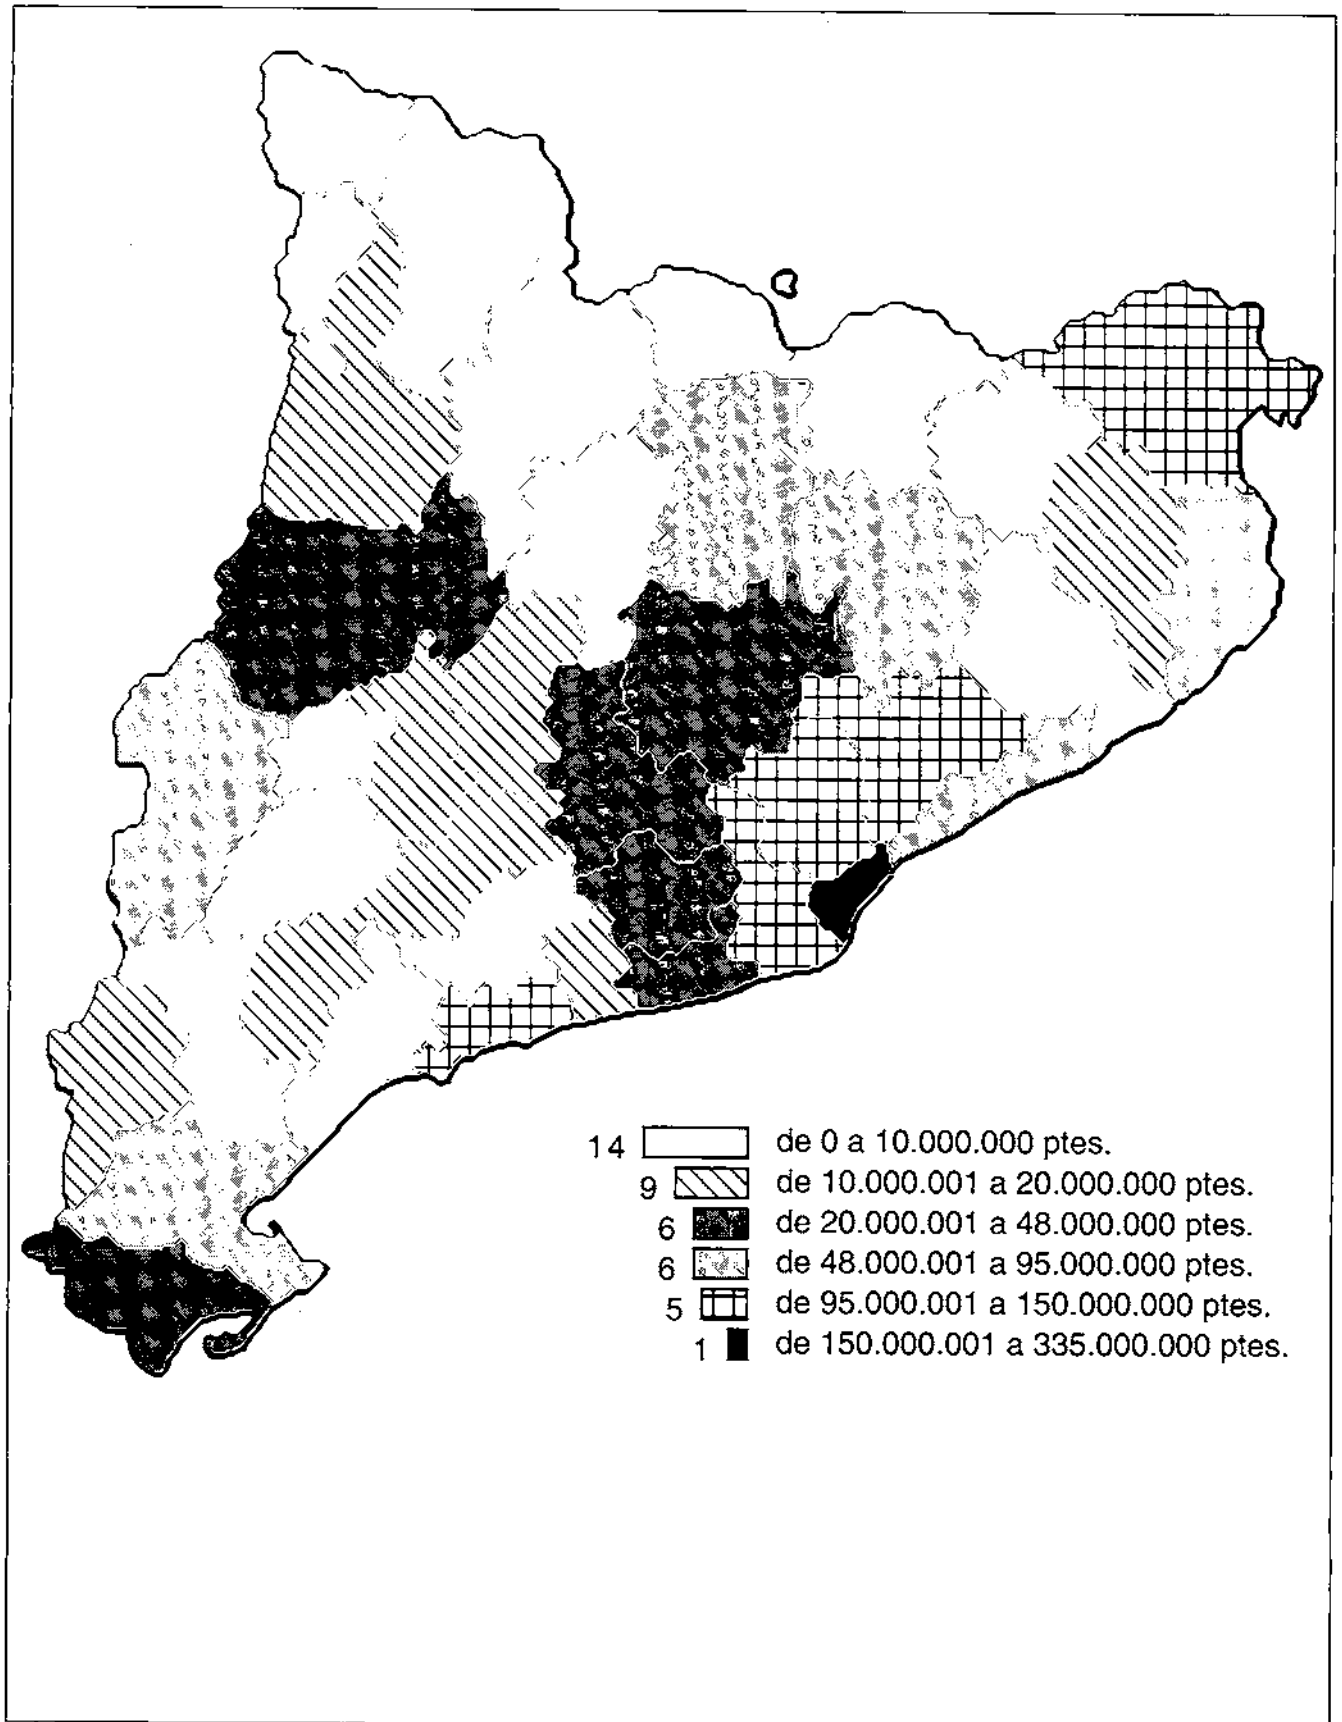 14 de 0 a 10.000.000 ptes.
9 de 10.000.001 a 20.000.000 ptes.
6 de 20.000.001 a 48.000.000 ptes.
6 de 48.000.001 a 95.000.000 ptes.
5 de 95.000.001 a 150.000.000 ptes.
1 de 150.000.001 a 335.000.000 ptes.